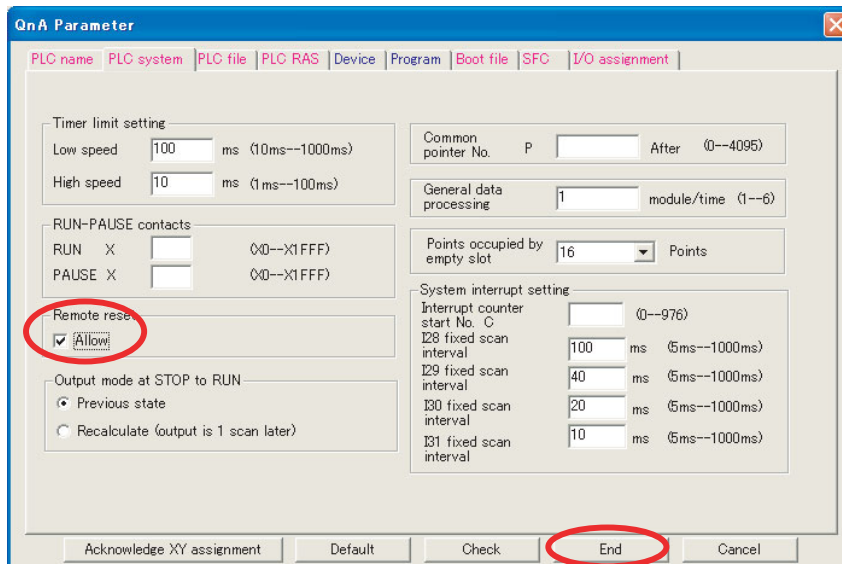 QnA Parameter
PLC name PLC system PLC file PLC RAS Device Program Boot file SFC I/O assignment
Timer limit setting
Low speed 100 ms (10ms--1000ms)
High speed 10 ms (1ms--100ms)
RUN-PAUSE contacts
RUN X (X0--X1FFF)
PAUSE X (X0--X1FFF)
Remote reset
Allow
Output mode at STOP to RUN
Previous state
Recalculate (output is 1 scan later)
Common
pointer No. P After (0--4095)
General data
processing 1 module/time (1--6)
Points occupied by
empty slot 16 Points
System interrupt setting
Interrupt counter
start No. C (0--976)
I28 fixed scan
interval 100 ms (5ms--1000ms)
I29 fixed scan
interval 40 ms (5ms--1000ms)
I30 fixed scan
interval 20 ms (5ms--1000ms)
I31 fixed scan
interval 10 ms (5ms--1000ms)
Acknowledge XY assignment Default Check End Cancel